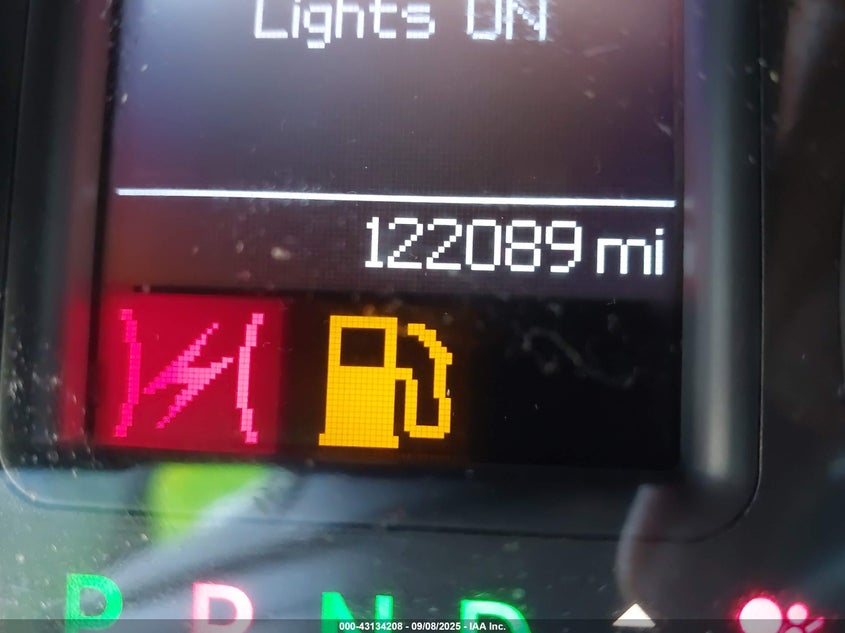 Lights ON
122089 mi
P R N D
000-43134208 - 09/08/2025 - IAA Inc.